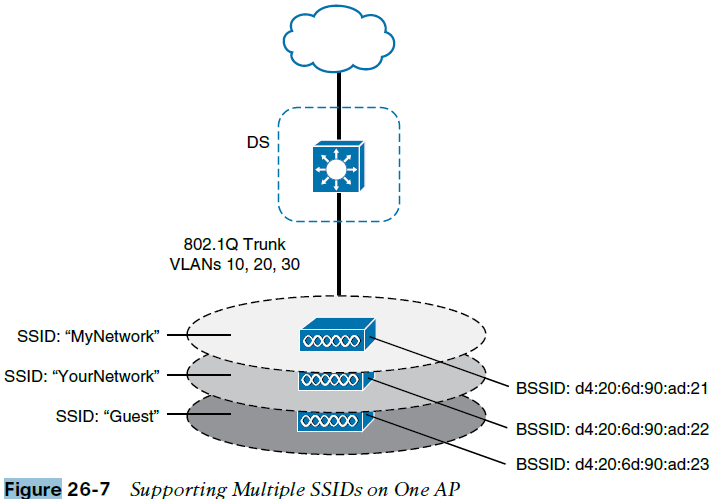 DS
802.1Q Trunk
VLANs 10, 20, 30
SSID: “MyNetwork”
SSID: “YourNetwork”
SSID: “Guest”
BSSID: d4:20:6d:90:ad:21
BSSID: d4:20:6d:90:ad:22
BSSID: d4:20:6d:90:ad:23
Figure 26-7 Supporting Multiple SSIDs on One AP